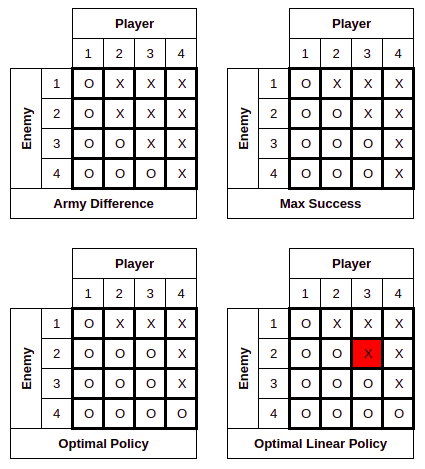 Player
1 2 3 4
Enemy
1 O X X X
2 O X X X
3 O O X X
4 O O O X
Army Difference
Player
1 2 3 4
Enemy
1 O X X X
2 O O X X
3 O O O X
4 O O O X
Max Success
Player
1 2 3 4
Enemy
1 O X X X
2 O O O X
3 O O O X
4 O O O O
Optimal Policy
Player
1 2 3 4
Enemy
1 O X X X
2 O O X X
3 O O O X
4 O O O O
Optimal Linear Policy